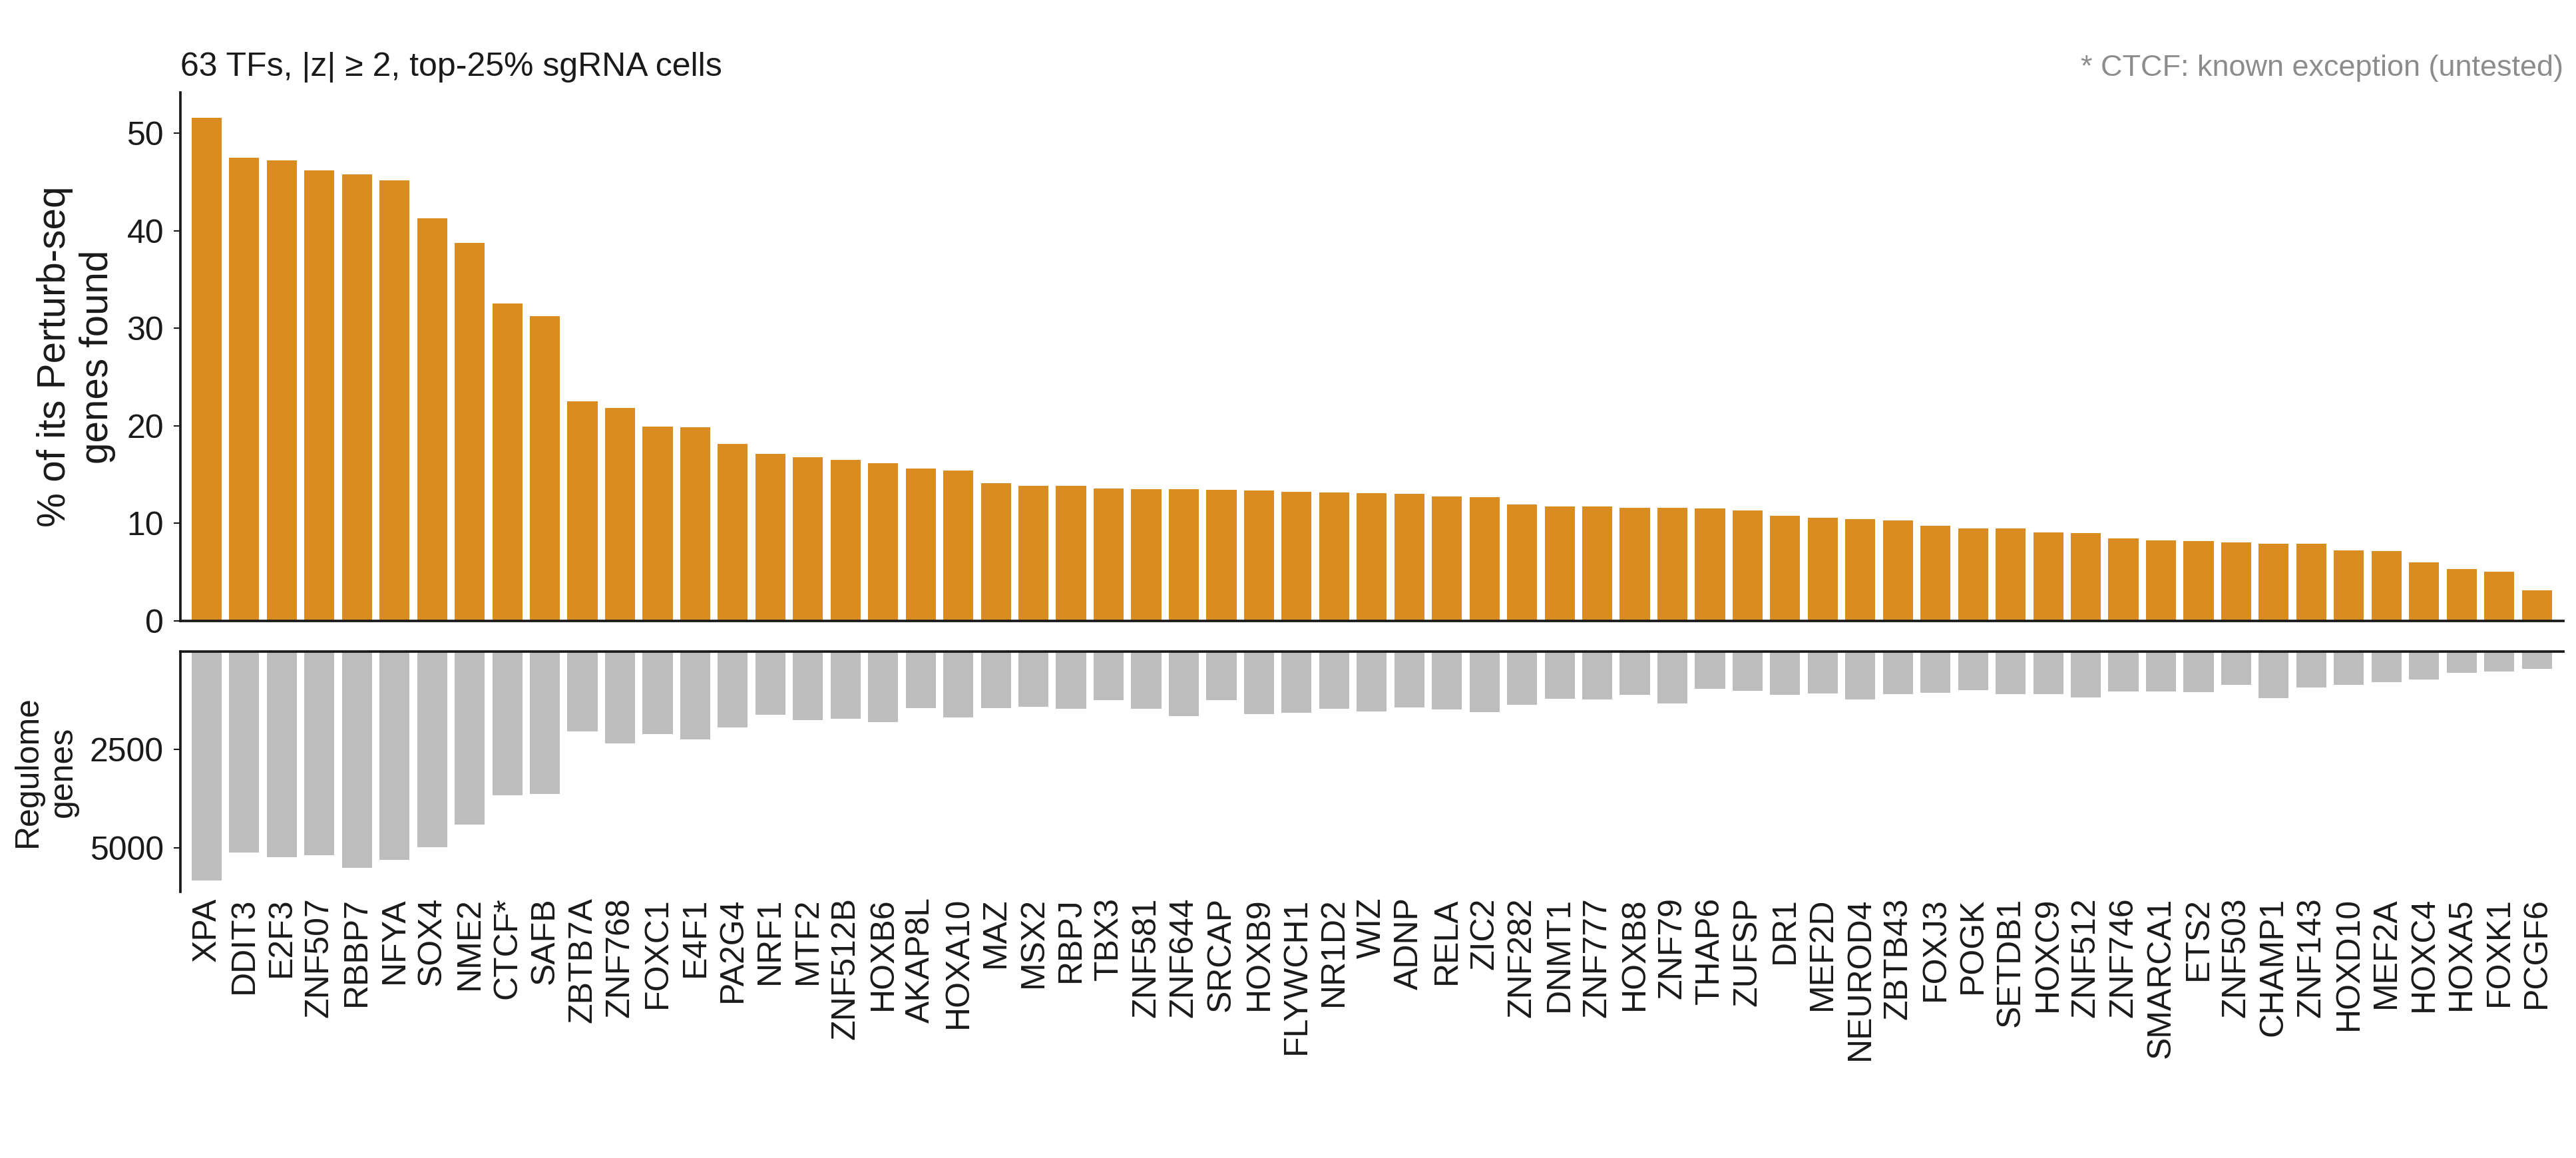 63 TFs, |z| ≥ 2, top-25% sgRNA cells
* CTCF: known exception (untested)
% of its Perturb-seq
genes found
50
40
30
20
10
0
Regulome
genes
2500
5000
XPA
DDIT3
E2F3
ZNF507
RBBP7
NFYA
SOX4
NME2
CTCF*
SAFB
ZBTB7A
ZNF768
FOXC1
E4F1
PA2G4
NRF1
MTF2
ZNF512B
HOXB6
AKAP8L
HOXA10
MAZ
MSX2
RBPJ
TBX3
ZNF581
ZNF644
SRCAP
HOXB9
FLYWCH1
NR1D2
WIZ
ADNP
RELA
ZIC2
ZNF282
DNMT1
ZNF777
HOXB8
ZNF79
THAP6
ZUFSP
DR1
MEF2D
NEUROD4
ZBTB43
FOXJ3
POGK
SETDB1
HOXC9
ZNF512
ZNF746
SMARCA1
ETS2
ZNF503
CHAMP1
ZNF143
HOXD10
MEF2A
HOXC4
HOXA5
FOXK1
PCGF6